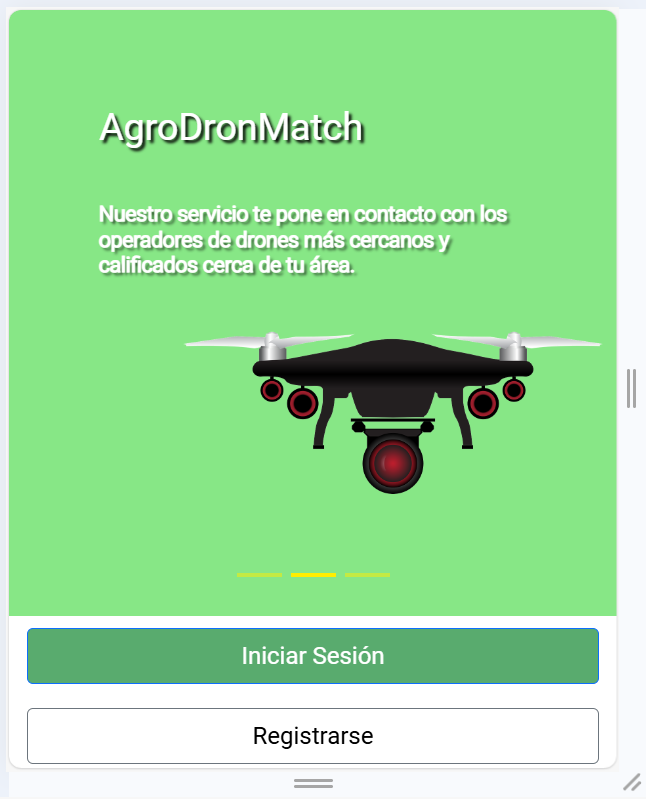 AgroDronMatch
Nuestro servicio te pone en contacto con los
operadores de drones más cercanos y
calificados cerca de tu área.
Iniciar Sesión
Registrarse